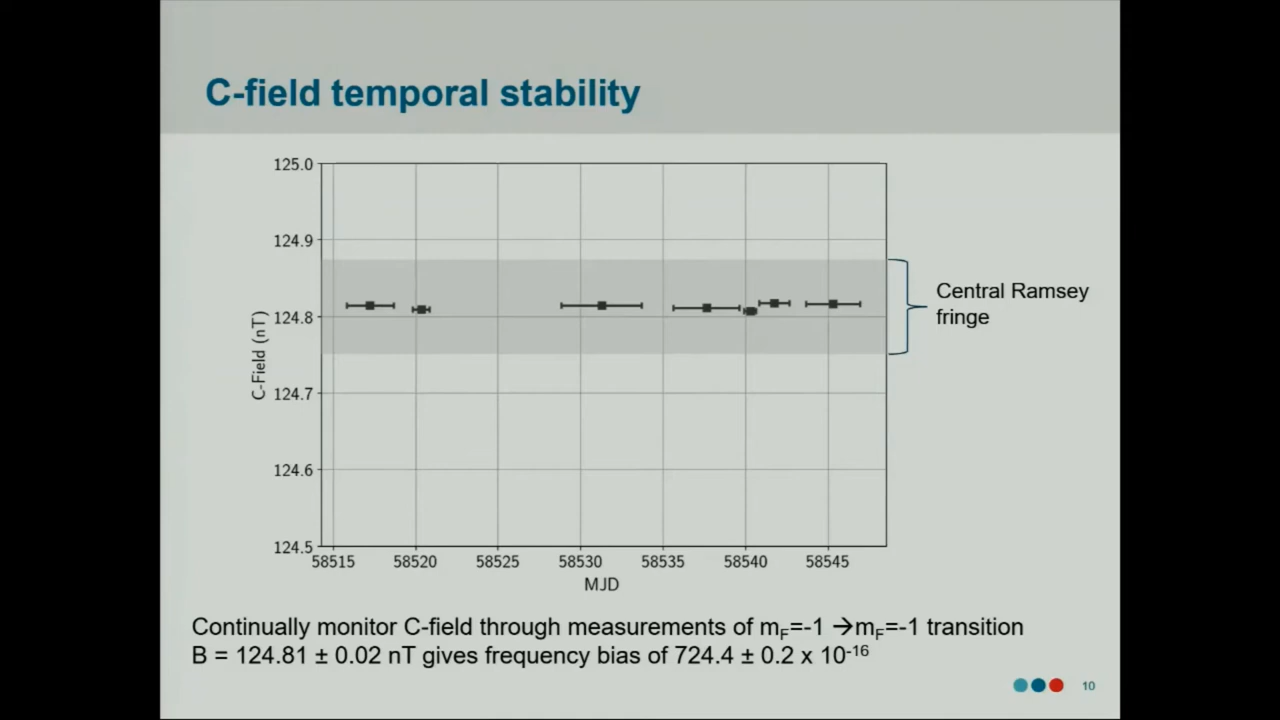 C-field temporal stability
125.0
124.9
124.8
124.7
124.6
124.5
C-Field (nT)
58515 58520 58525 58530 58535 58540 58545
MJD
Central Ramsey
fringe
Continually monitor C-field through measurements of mF=-1 →mF=-1 transition
B = 124.81 ± 0.02 nT gives frequency bias of 724.4 ± 0.2 x 10-16
10